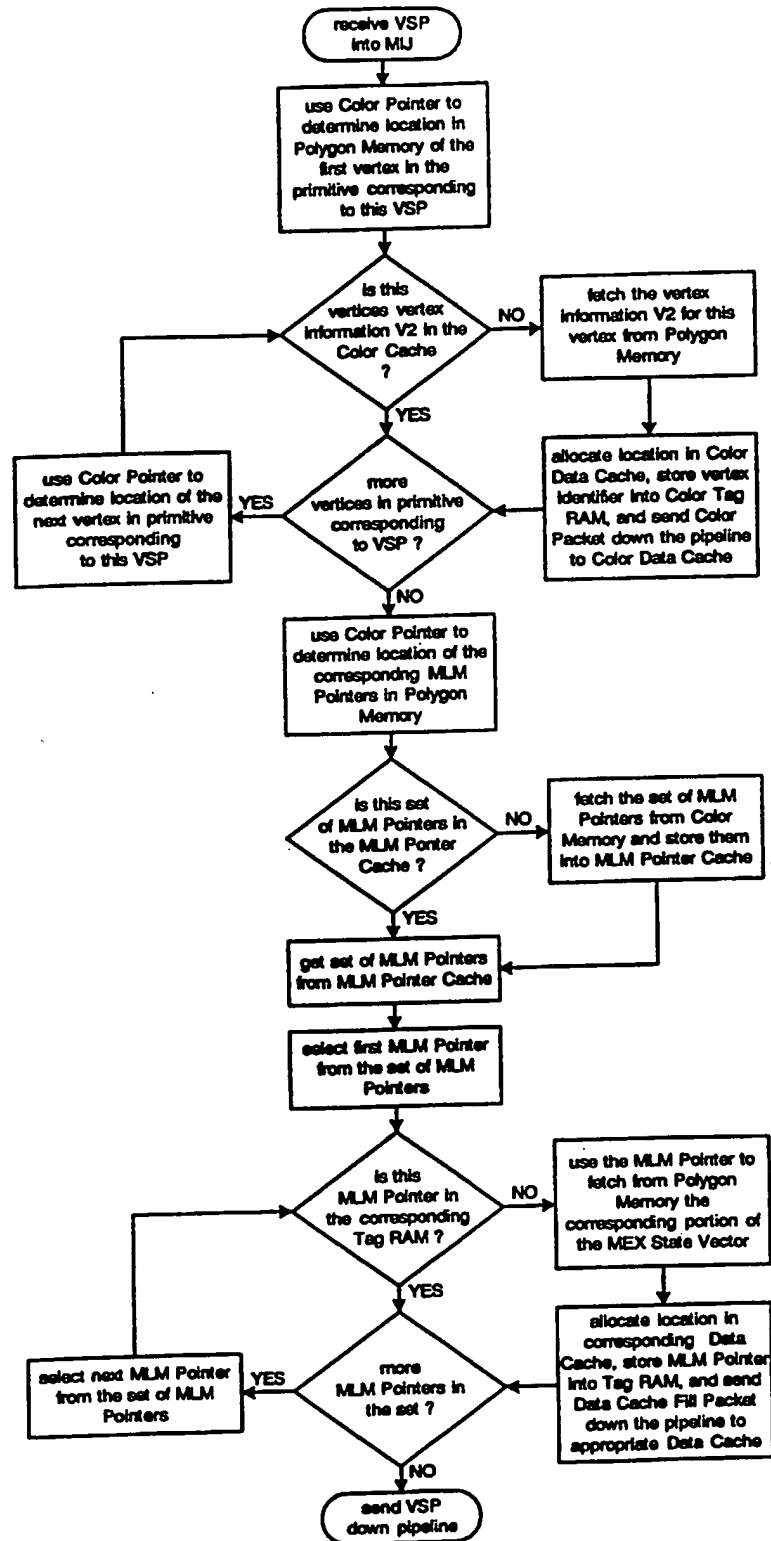 receive VSP
into MIJ
use Color Pointer to
determine location in
Polygon Memory of the
first vertex in the
primitive corresponding
to this VSP
is this
vertices vertex
information V2 in the
Color Cache
?
NO
fetch the vertex
information V2 for this
vertex from Polygon
Memory
YES
allocate location in Color
Data Cache, store vertex
Identifier into Color Tag
RAM, and send Color
Packet down the pipeline
to Color Data Cache
more
vertices in primitive
corresponding
to VSP ?
YES
use Color Pointer to
determine location of the
next vertex in primitive
corresponding
to this VSP
NO
use Color Pointer to
determine location of the
correspondng MLM
Pointers in Polygon
Memory
is this set
of MLM Pointers in
the MLM Ponter
Cache ?
NO
fetch the set of MLM
Pointers from Color
Memory and store them
into MLM Pointer Cache
YES
get set of MLM Pointers
from MLM Pointer Cache
select first MLM Pointer
from the set of MLM
Pointers
is this
MLM Pointer in
the corresponding
Tag RAM ?
NO
use the MLM Pointer to
fetch from Polygon
Memory the
corresponding portion of
the MEX State Vector
YES
allocate location in
corresponding Data
Cache, store MLM Pointer
into Tag RAM, and send
Data Cache Fill Packet
down the pipeline to
appropriate Data Cache
more
MLM Pointers in
the set ?
YES
select next MLM Pointer
from the set of MLM
Pointers
NO
send VSP
down pipeline